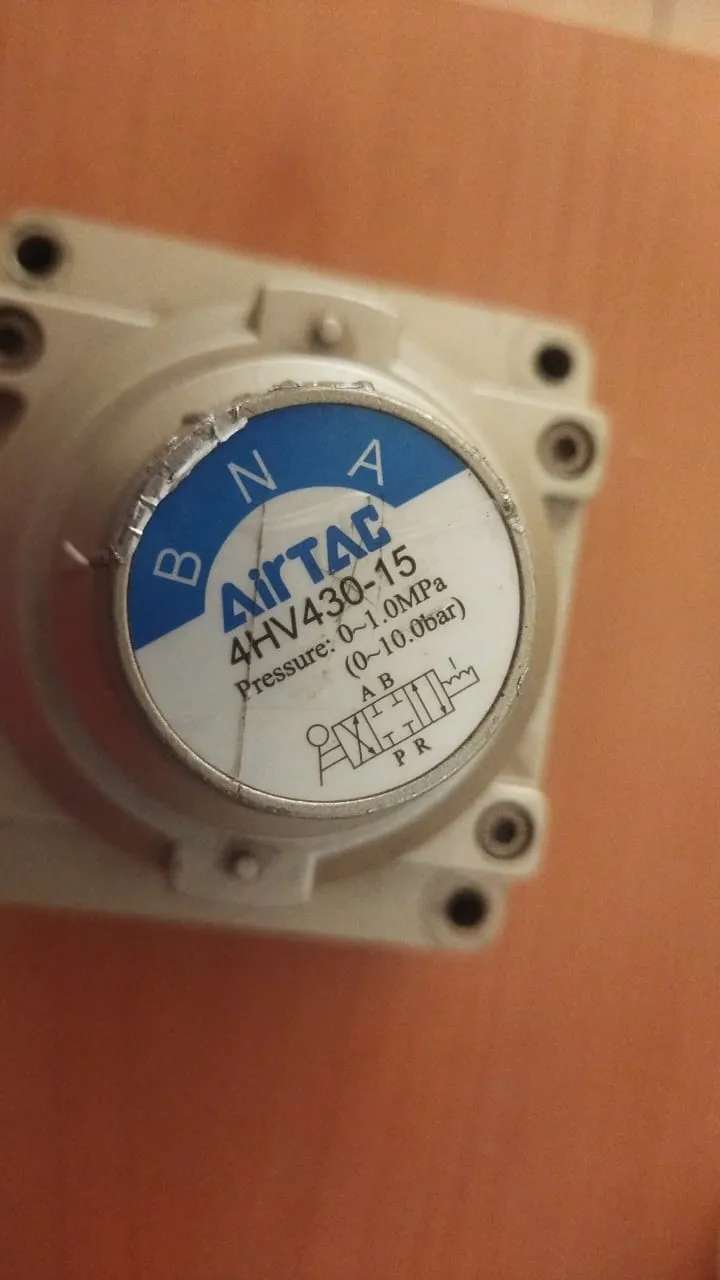 B N A
AirTAC
4HV430-15
Pressure: 0~1.0MPa
(0~10.0bar)
A B
P R